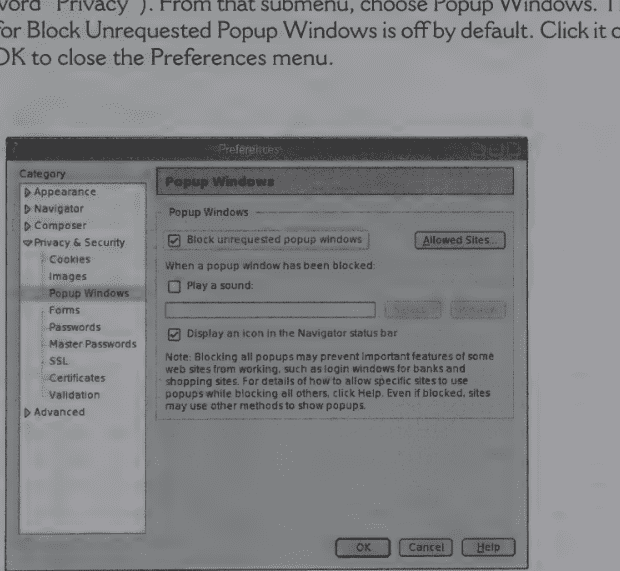 word "Privacy"). From that submenu, choose Popup Windows. T
for Block Unrequested Popup Windows is off by default. Click it o
OK to close the Preferences menu.
Preferences
Category
Appearance
Navigator
Composer
Privacy & Security
Cookies
Images
Popup Windows
Forms
Passwords
Master Passwords
SSL
Certificates
Validation
Advanced
Popup Windows
Popup Windows
Block unrequested popup windows
Allowed Sites...
When a popup window has been blocked:
Play a sound:
Display an icon in the Navigator status bar
Note: Blocking all popups may prevent important features of some
web sites from working, such as login windows for banks and
shopping sites. For details of how to allow specific sites to use
popups while blocking all others, click Help. Even if blocked, sites
may use other methods to show popups.
OK
Cancel
Help